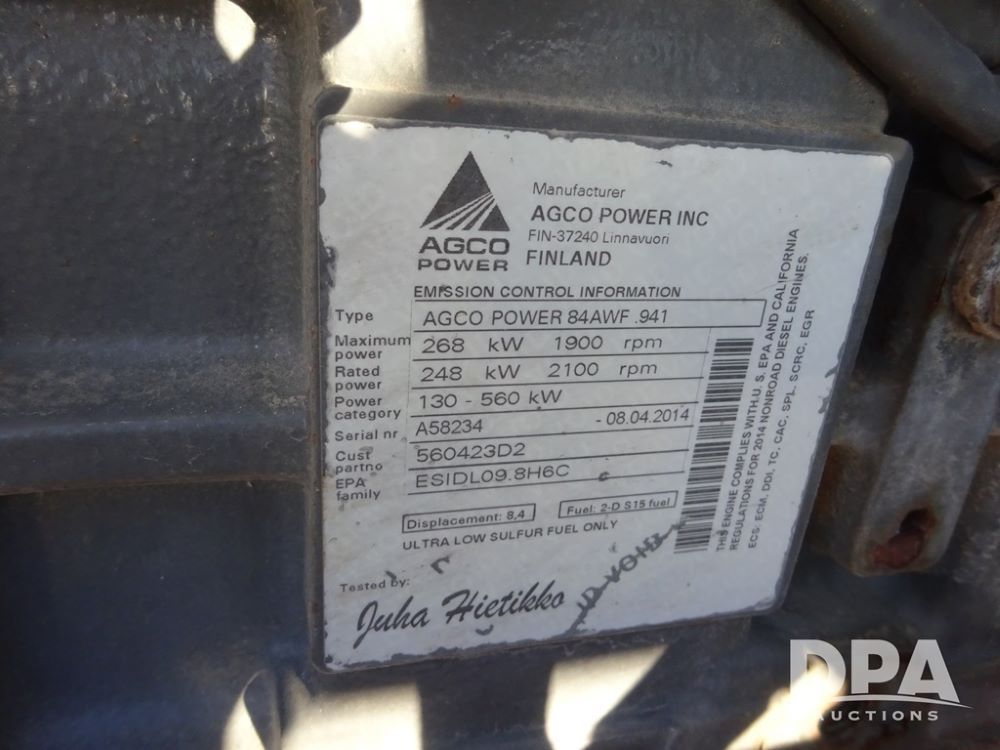 AGCO
POWER
Manufacturer
AGCO POWER INC
FIN-37240 Linnavuori
FINLAND
EMISSION CONTROL INFORMATION
Type AGCO POWER 84AWF .941
Maximum power 268 kW 1900 rpm
Rated power 248 kW 2100 rpm
Power category 130 - 560 kW
Serial nr A58234 - 08.04.2014
Cust partno 560423D2
EPA family ESIDL09.8H6C
Displacement: 8,4 Fuel: 2-D S15 fuel
ULTRA LOW SULFUR FUEL ONLY
Tested by:
Juha Hietikko
THIS ENGINE COMPLIES WITH U. S. EPA AND CALIFORNIA
REGULATIONS FOR 2014 NONROAD DIESEL ENGINES.
ECS: ECM, DDI, TC, CAC, SPL, SCRC, EGR
DPA
AUCTIONS